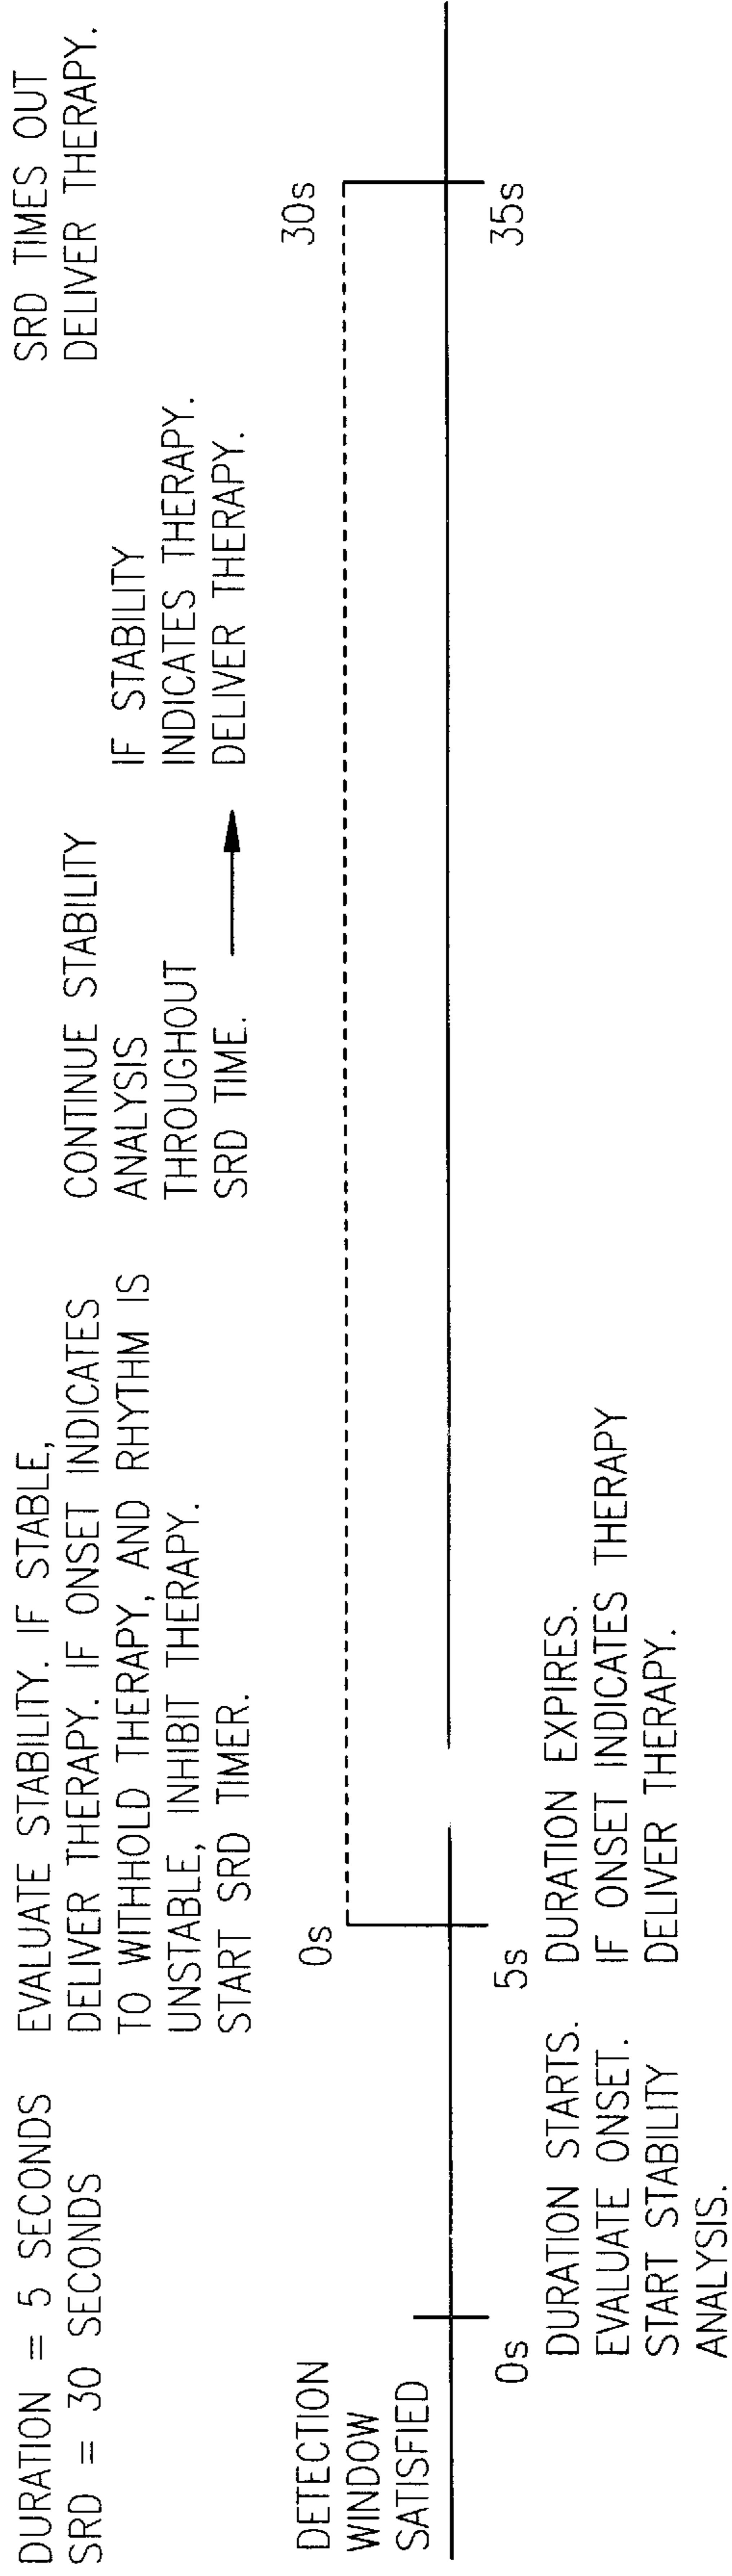 DURATION = 5 SECONDS
SRD = 30 SECONDS
EVALUATE STABILITY. IF STABLE,
DELIVER THERAPY. IF ONSET INDICATES
TO WITHHOLD THERAPY, AND RHYTHM IS
UNSTABLE, INHIBIT THERAPY.
START SRD TIMER.
CONTINUE STABILITY
ANALYSIS
THROUGHOUT
SRD TIME.
IF STABILITY
INDICATES THERAPY.
DELIVER THERAPY.
SRD TIMES OUT
DELIVER THERAPY.
DETECTION
WINDOW
SATISFIED
0s
30s
0s
5s
35s
DURATION STARTS.
EVALUATE ONSET.
START STABILITY
ANALYSIS.
DURATION EXPIRES.
IF ONSET INDICATES THERAPY
DELIVER THERAPY.